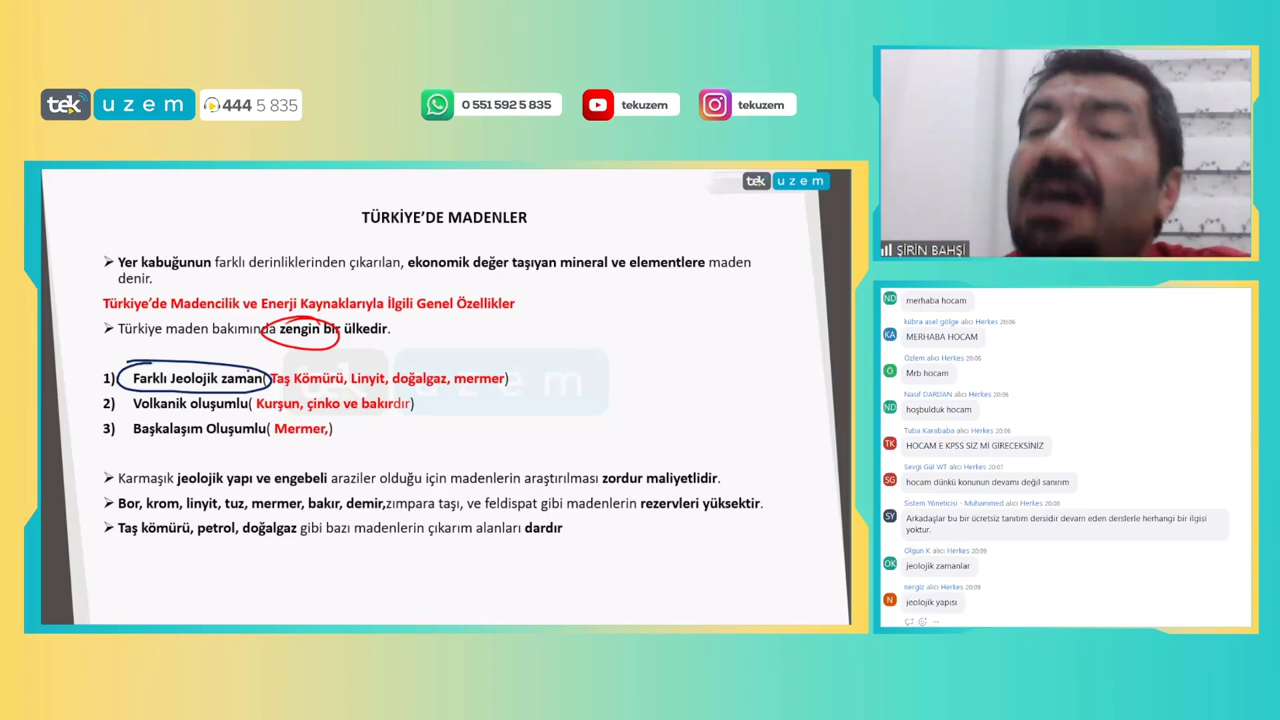 tek uzem 444 5 835
0 551 592 5 835
tekuzem
tekuzem
tek uzem
TÜRKİYE’DE MADENLER
Yer kabuğunun farklı derinliklerinden çıkarılan, ekonomik değer taşıyan mineral ve elementlere maden
denir.
Türkiye’de Madencilik ve Enerji Kaynaklarıyla İlgili Genel Özellikler
Türkiye maden bakımında zengin bir ülkedir.
1) Farklı Jeolojik zaman( Taş Kömürü, Linyit, doğalgaz, mermer)
2) Volkanik oluşumlu( Kurşun, çinko ve bakırdır)
3) Başkalaşım Oluşumlu( Mermer,)
Karmaşık jeolojik yapı ve engebeli araziler olduğu için madenlerin araştırılması zordur maliyetlidir.
Bor, krom, linyit, tuz, mermer, bakır, demir,zımpara taşı, ve feldispat gibi madenlerin rezervleri yüksektir.
Taş kömürü, petrol, doğalgaz gibi bazı madenlerin çıkarım alanları dardır
ŞİRİN BAHŞİ
ND merhaba hocam
kübra asel gölge alıcı Herkes 20:06
KA MERHABA HOCAM
Özlem alıcı Herkes 20:06
Ö Mrb hocam
Nasıf DARDAN alıcı Herkes 20:06
ND hoşbulduk hocam
Tuba Karababa alıcı Herkes 20:06
TK HOCAM E KPSS SİZ Mİ GİRECEKSİNİZ
Sevgi Gül WT alıcı Herkes 20:07
SG hocam dünkü konunun devamı değil sanırım
Sistem Yöneticisi - Muhammed alıcı Herkes 20:08
SY Arkadaşlar bu bir ücretsiz tanıtım dersidir devam eden derslerle herhangi bir ilgisi
yoktur.
Olgun K alıcı Herkes 20:09
OK jeolojik zamanlar
nergiz alıcı Herkes 20:09
N jeolojik yapısı